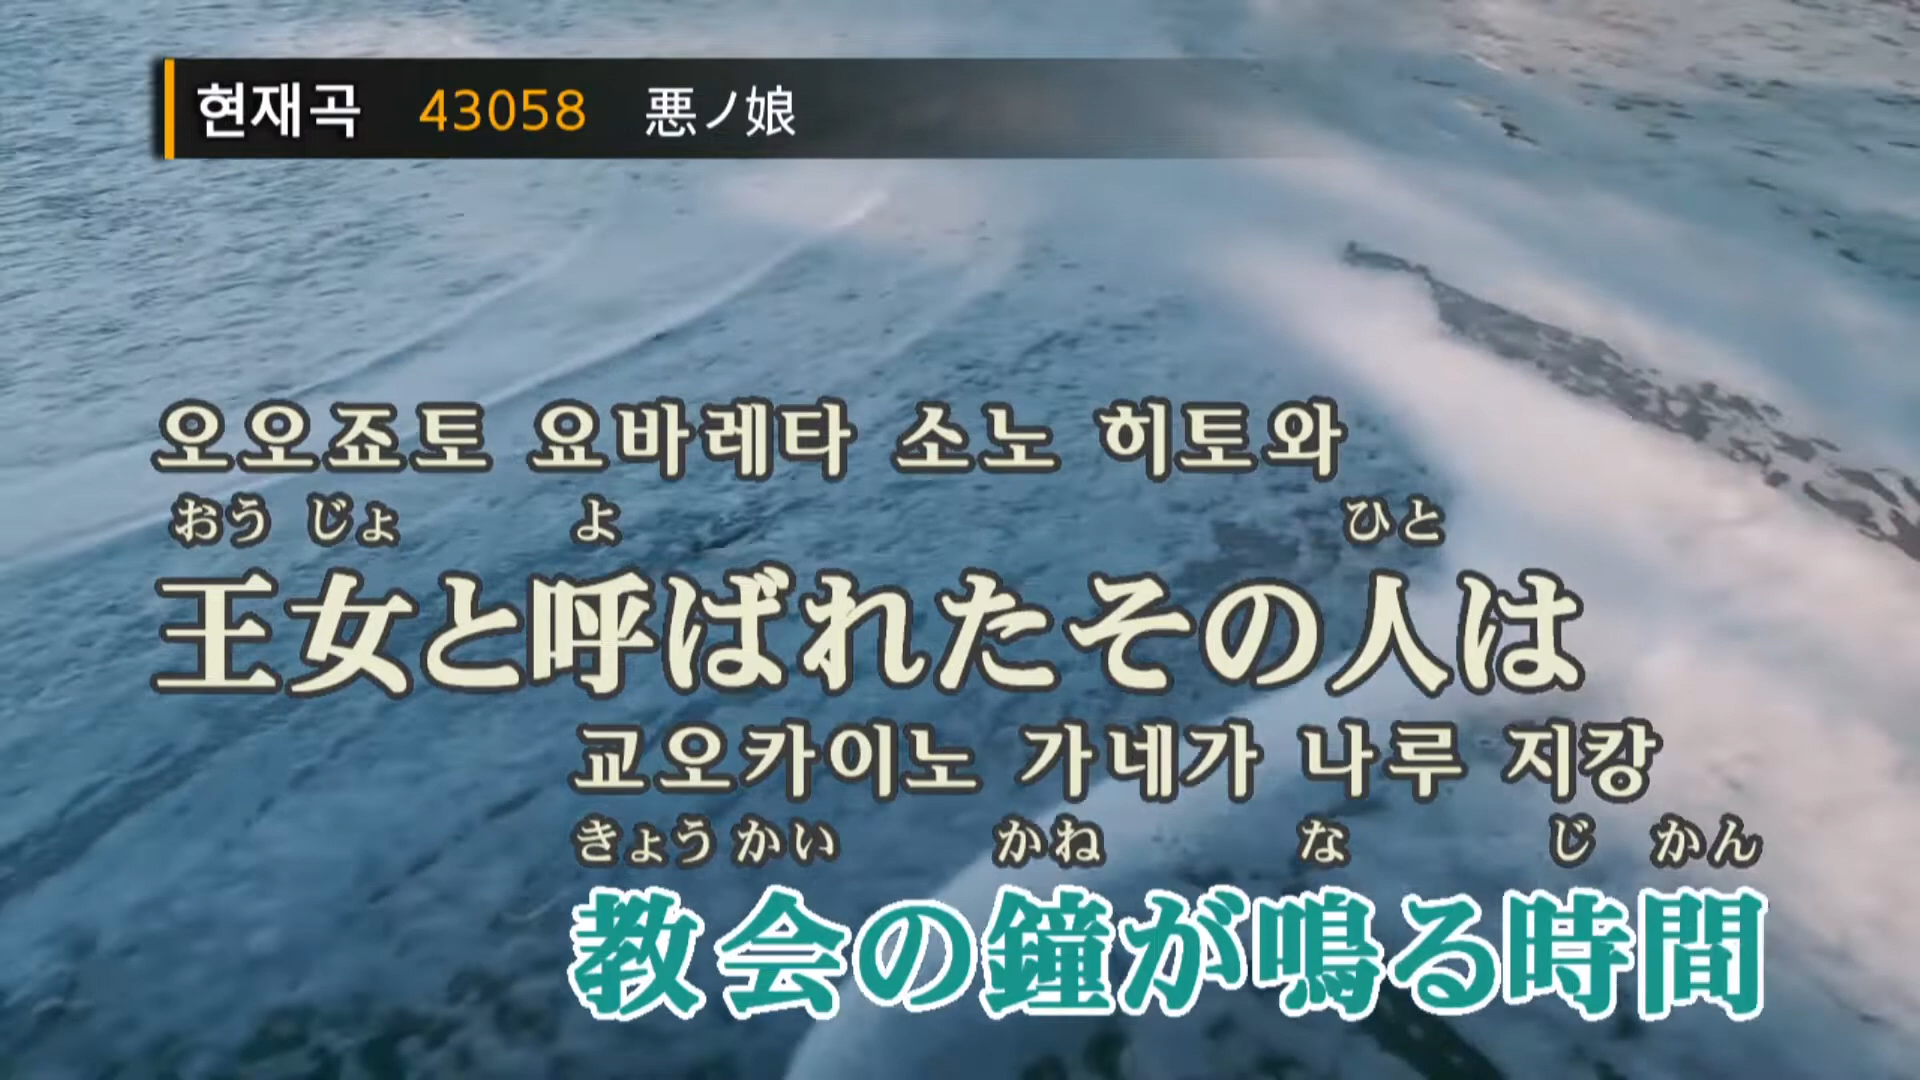 현재곡 43058 悪ノ娘
오오죠토 요바레타 소노 히토와
おう じょ よ ひと
王女と呼ばれたその人は
교오카이노 가네가 나루 지캉
きょう かい かね な じ かん
教会の鐘が鳴る時間